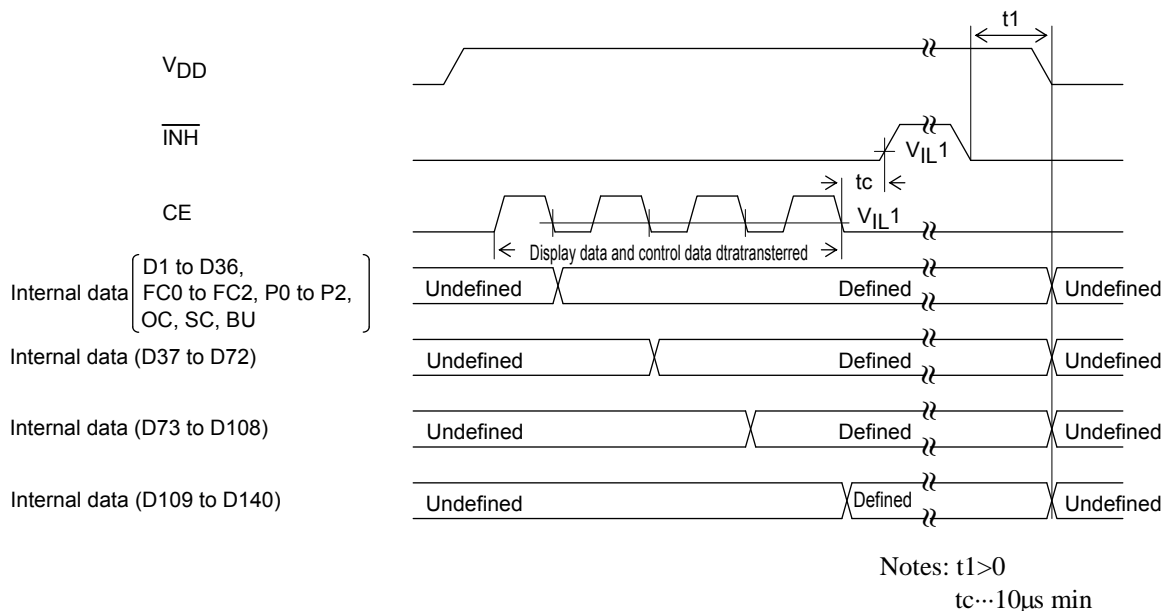 t1
VDD
INH
VIL1
tc
CE
VIL1
Display data and control data dtratransterred
D1 to D36,
Internal data FC0 to FC2, P0 to P2,
OC, SC, BU
Undefined Defined Undefined
Internal data (D37 to D72) Undefined Defined Undefined
Internal data (D73 to D108) Undefined Defined Undefined
Internal data (D109 to D140) Undefined Defined Undefined
Notes: t1>0
tc···10μs min